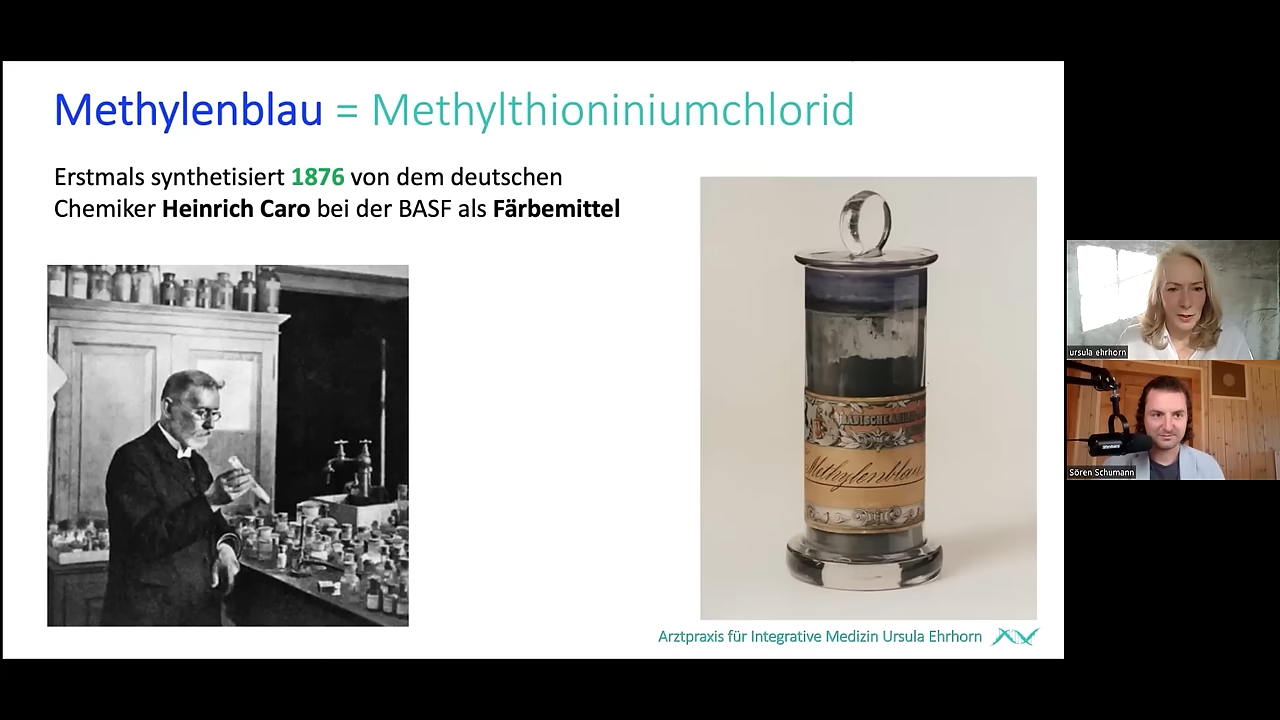 Methylenblau = Methylthioniniumchlorid
Erstmals synthetisiert 1876 von dem deutschen
Chemiker Heinrich Caro bei der BASF als Färbemittel
Methylenblau
Arztpraxis für Integrative Medizin Ursula Ehrhorn
ursula ehrhorn
Sören Schumann